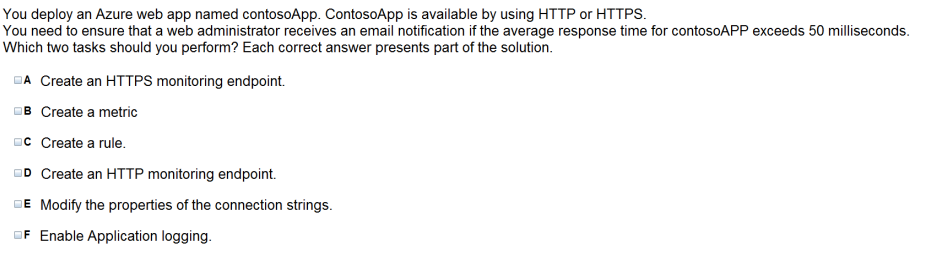 You deploy an Azure web app named contosoApp. ContosoApp is available by using HTTP or HTTPS.
You need to ensure that a web administrator receives an email notification if the average response time for contosoAPP exceeds 50 milliseconds.
Which two tasks should you perform? Each correct answer presents part of the solution.
A Create an HTTPS monitoring endpoint.
B Create a metric
C Create a rule.
D Create an HTTP monitoring endpoint.
E Modify the properties of the connection strings.
F Enable Application logging.